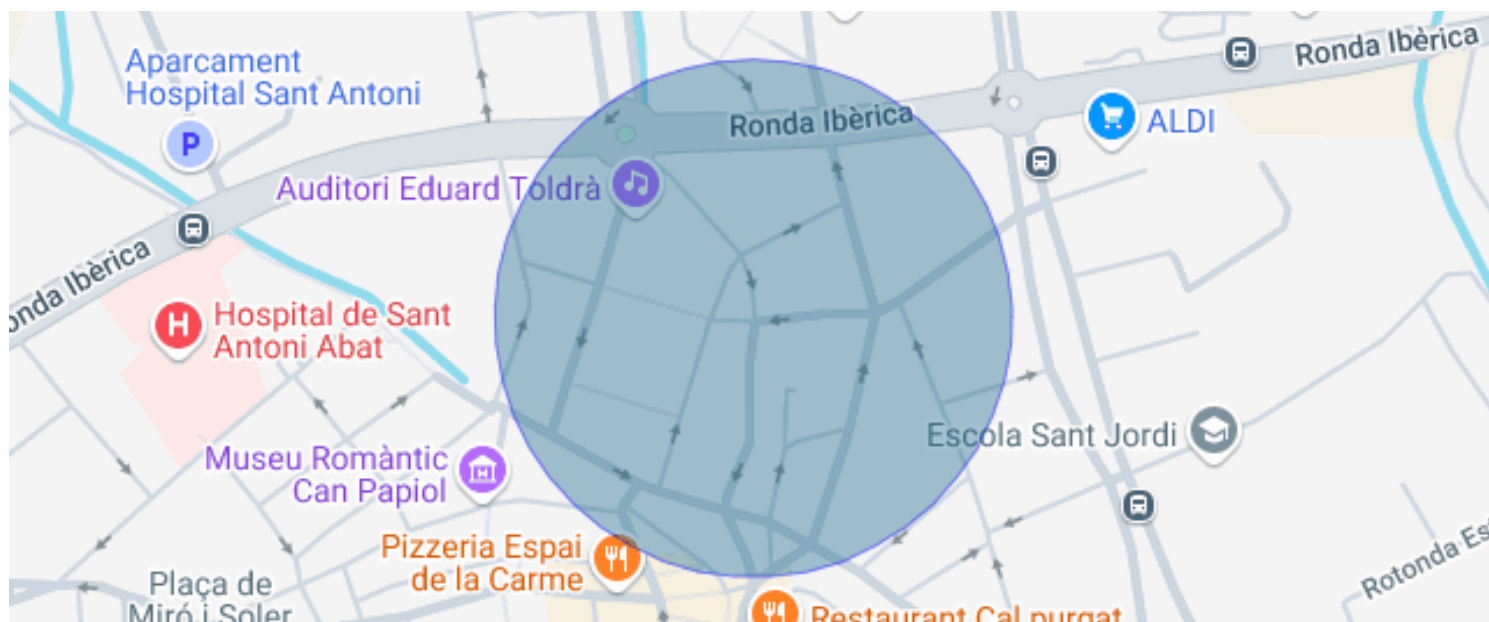 Aparcament
Hospital Sant Antoni
P
Ronda Ibèrica
Ronda Ibèrica
ALDI
Auditori Eduard Toldrà
onda Ibèrica
H
Hospital de Sant
Antoni Abat
Escola Sant Jordi
Museu Romàntic
Can Papiol
Pizzeria Espai
de la Carme
Rotonda Est
Plaça de
Miró i Soler
Restaurant Cal purgat